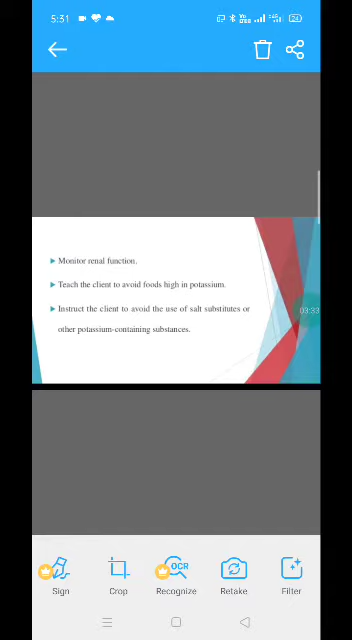 5:31
24
Monitor renal function.
Teach the client to avoid foods high in potassium.
Instruct the client to avoid the use of salt substitutes or
other potassium-containing substances.
03:33
Sign
Crop
OCR
Recognize
Retake
Filter